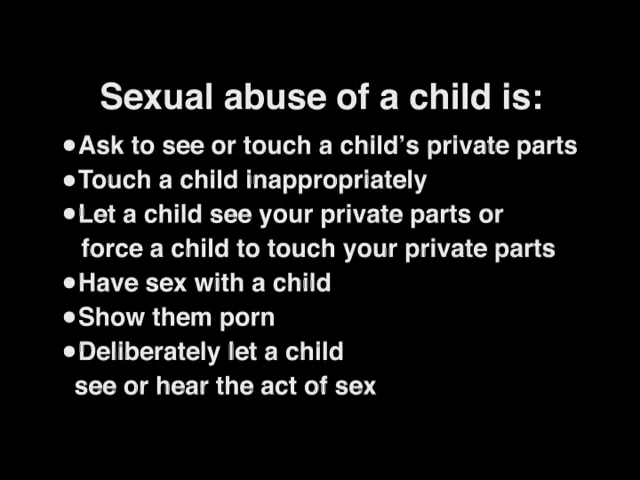 Sexual abuse of a child is:
•Ask to see or touch a child's private parts
•Touch a child inappropriately
•Let a child see your private parts or
force a child to touch your private parts
•Have sex with a child
•Show them porn
•Deliberately let a child
see or hear the act of sex